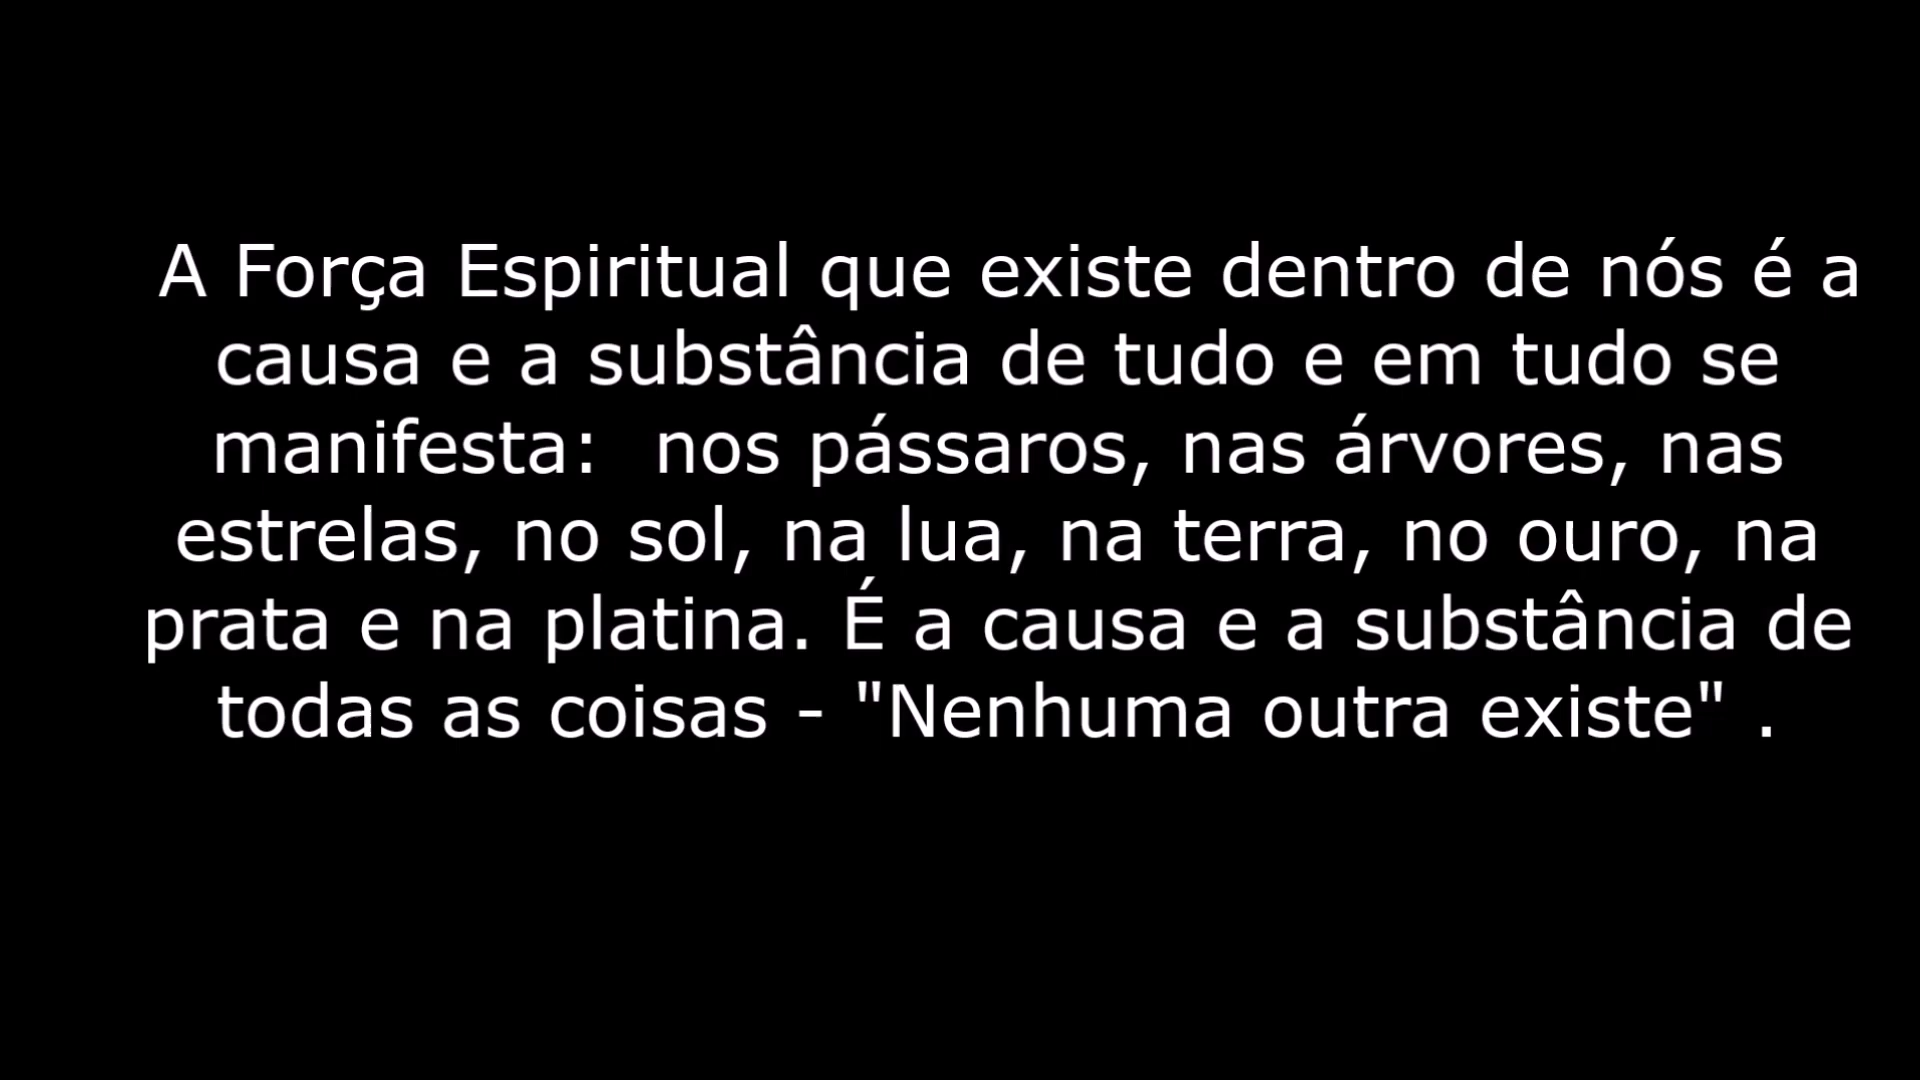 A Força Espiritual que existe dentro de nós é a
causa e a substância de tudo e em tudo se
manifesta:  nos pássaros, nas árvores, nas
estrelas, no sol, na lua, na terra, no ouro, na
prata e na platina. É a causa e a substância de
todas as coisas - "Nenhuma outra existe" .